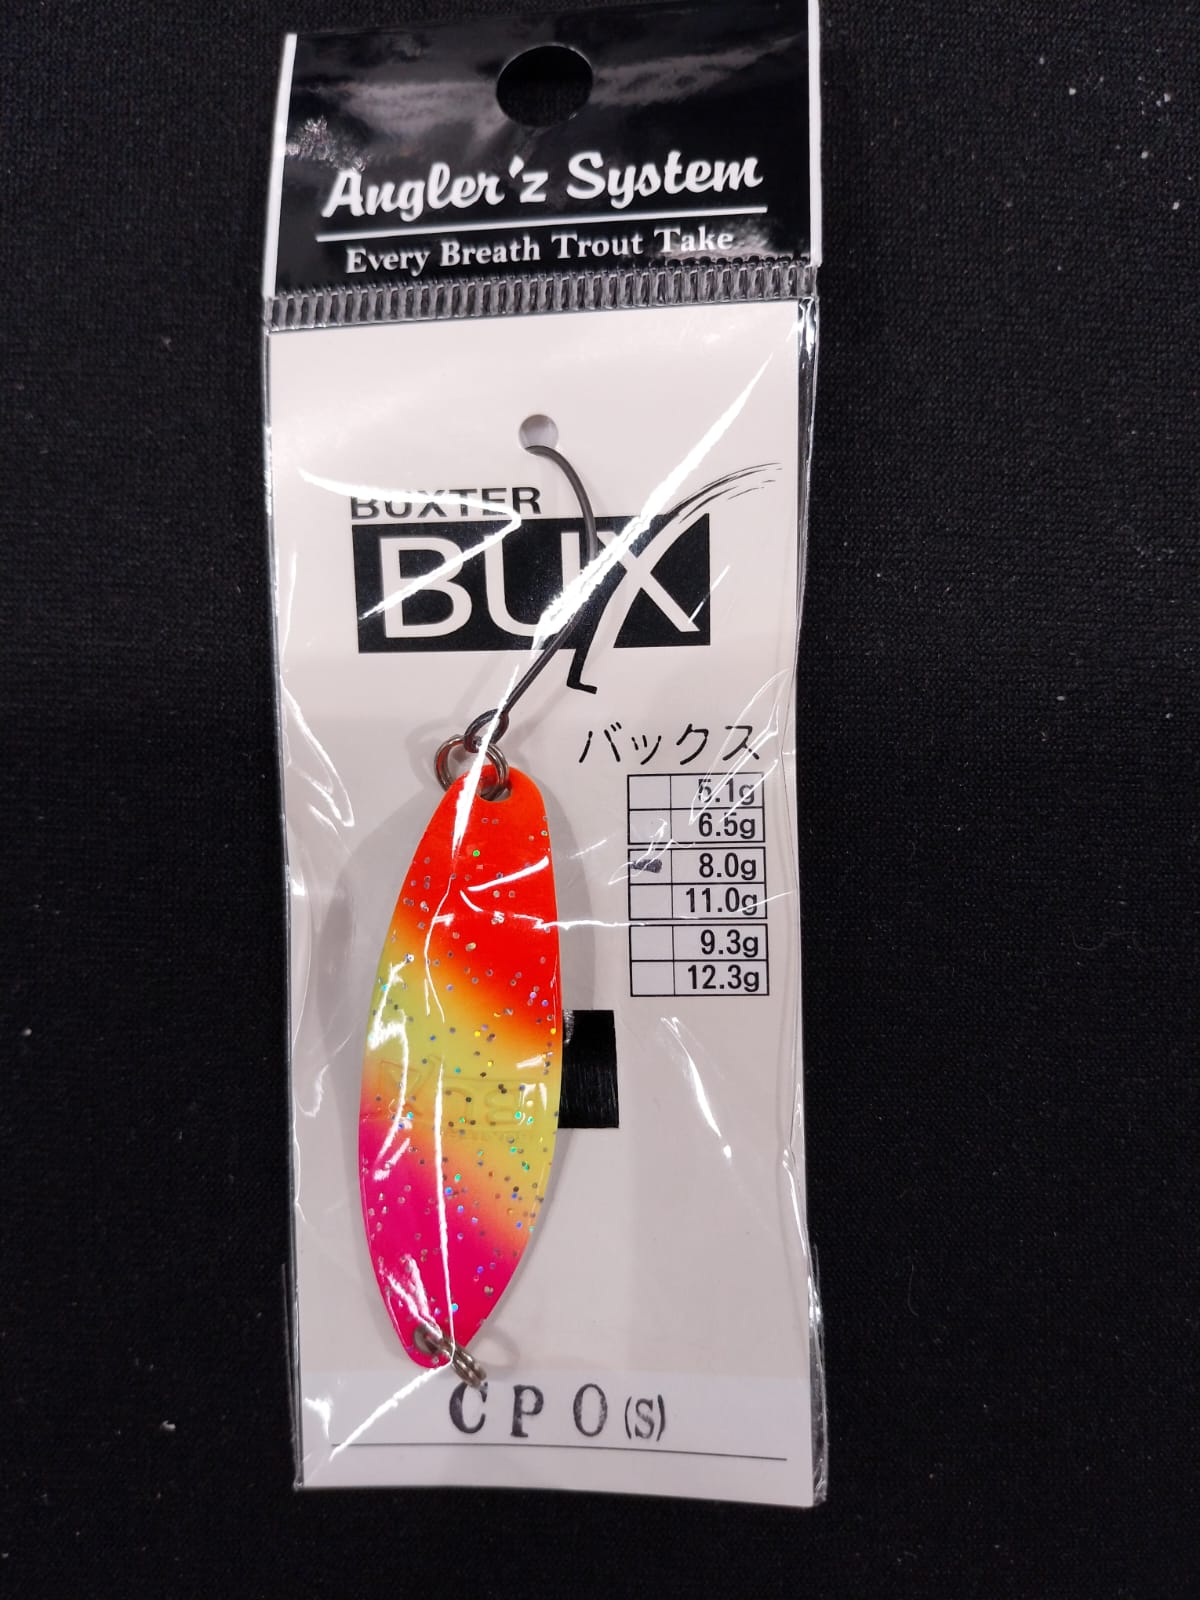 Angler'z System
Every Breath Trout Take
BUXTER
BUX
バックス
5.1g
6.5g
8.0g
11.0g
9.3g
12.3g
BUX
CPO(S)